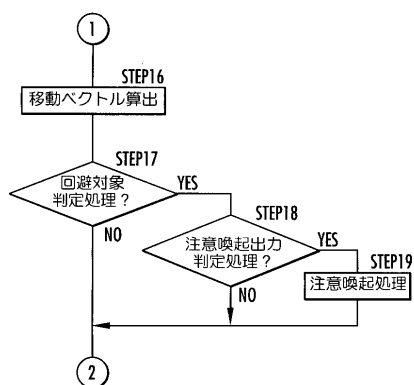 1
STEP16
移動ベクトル算出
STEP17
回避対象
判定処理？
YES
NO
STEP18
注意喚起出力
判定処理？
YES
NO
STEP19
注意喚起処理
2